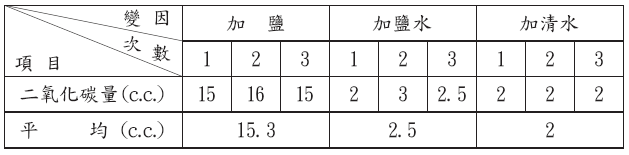 變因 加鹽 加鹽水 加清水
次數
項目 1 2 3 1 2 3 1 2 3
二氧化碳量(c.c.) 15 16 15 2 3 2.5 2 2 2
平均(c.c.) 15.3 2.5 2